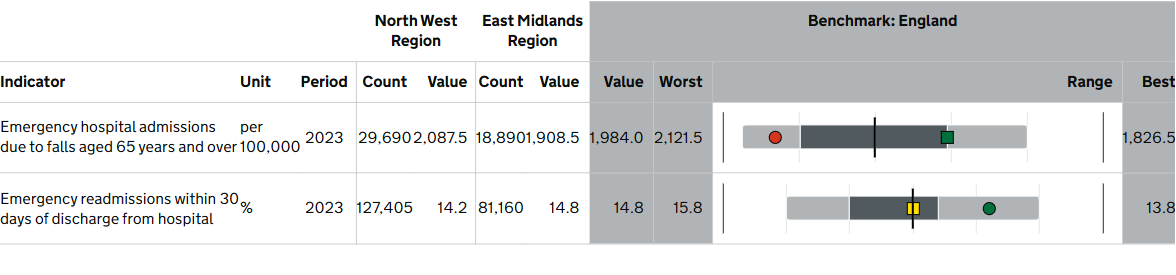 North West Region East Midlands Region Benchmark: England
Indicator Unit Period Count Value Count Value Value Worst Range Best
Emergency hospital admissions due to falls aged 65 years and over per 100,000 2023 29,690 2,087.5 18,890 1,908.5 1,984.0 2,121.5 1,826.5
Emergency readmissions within 30 days of discharge from hospital % 2023 127,405 14.2 81,160 14.8 14.8 15.8 13.8